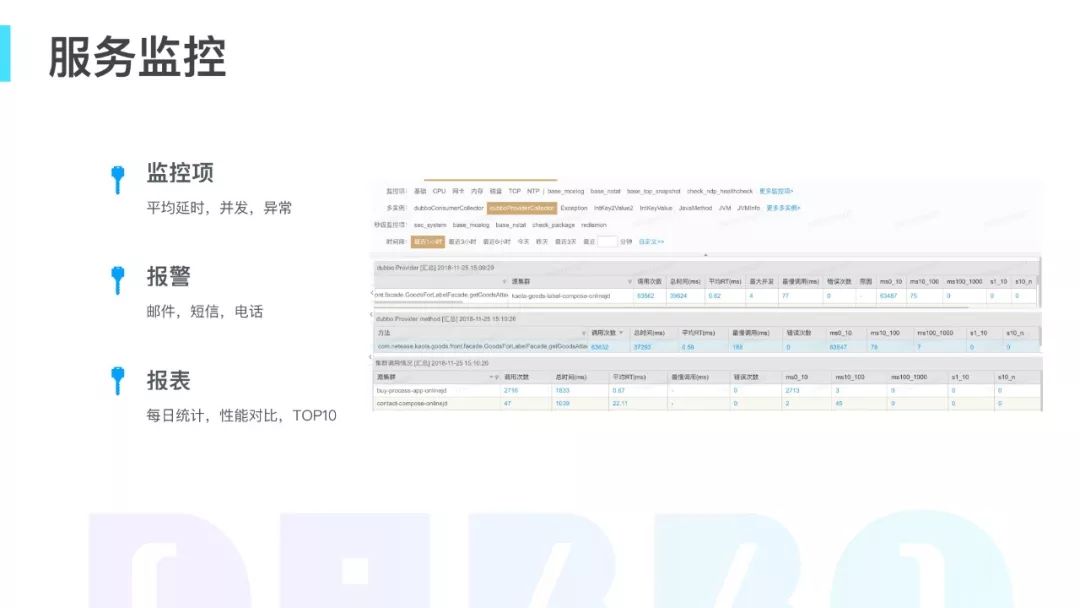 服务监控
监控项
平均延时，并发，异常
报警
邮件，短信，电话
报表
每日统计，性能对比，TOP10
监控项： 基础 CPU 网卡 内存 磁盘 TCP NTP | base_mcelog base_nstat base_top_snapshot check_ndp_healthcheck 更多监控项»
多实例： dubboConsumerCollector dubboProviderCollector Exception IntKey2Value2 IntKeyValue JavaMethod JVM JVMInfo 更多多实例»
秒级监控项： sec_system base_mcelog base_nstat check_package redismon
时间段： 最近1小时 最近3小时 最近6小时 今天 昨天 最近3天 最近 分钟 自定义>>
dubbo Provider [汇总] 2018-11-25 15:09:29
源集群 调用次数 总时间(ms) 平均RT(ms) 最大并发 最慢调用(ms) 错误次数 ms0_10 ms10_100 ms100_1000 s1_10 s10_n
ont.facade.GoodsForLabelFacade.getGoodsAtte kaola-goods-label-compose-onlinejd 63562 39624 0.62 4 77 0 - 63487 75 0 0 0
dubbo Provider method [汇总] 2018-11-25 15:10:26
方法 调用次数 总时间(ms) 平均RT(ms) 最慢调用(ms) 错误次数 ms0_10 ms10_100 ms100_1000 s1_10 s10_n
com.netease.kaola.goods.front.facade.GoodsForLabelFacade.getGoodsAtte 63632 37293 0.58 188 0 63547 78 7 0 0
集群调用情况 [汇总] 2018-11-25 15:10:26
源集群 调用次数 总时间(ms) 平均RT(ms) 最慢调用(ms) 错误次数 ms0_10 ms10_100 ms100_1000 s1_10 s10_n
buy-process-app-onlinejd 2716 1833 0.67 - 0 2713 3 0 0 0
contact-compose-onlinejd 47 1039 22.11 - 0 2 45 0 0 0
DUBBO